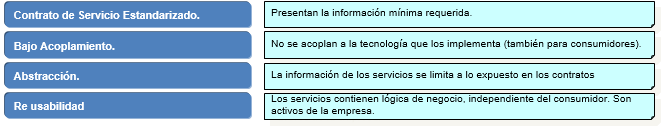 Contrato de Servicio Estandarizado.
Presentan la información mínima requerida.
Bajo Acoplamiento.
No se acoplan a la tecnología que los implementa (también para consumidores).
Abstracción.
La información de los servicios se limita a lo expuesto en los contratos
Re usabilidad
Los servicios contienen lógica de negocio, independiente del consumidor. Son
activos de la empresa.